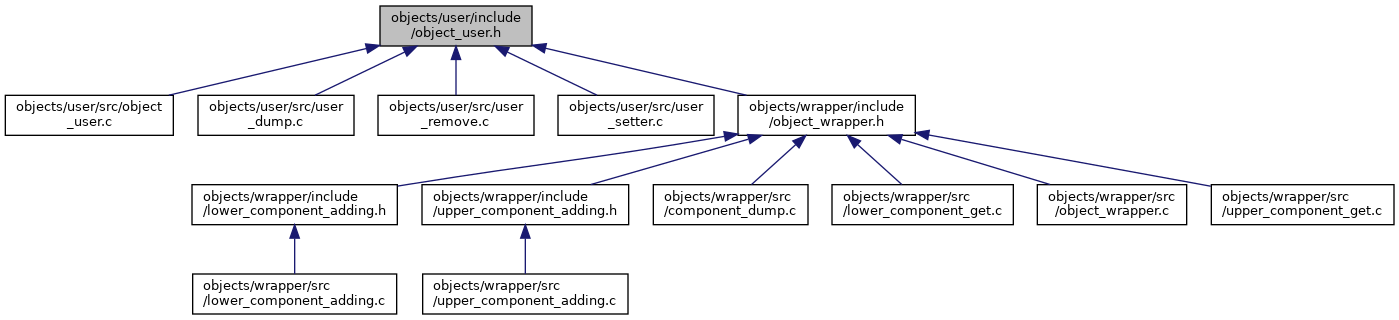 objects/user/include
/object_user.h
objects/user/src/object
_user.c
objects/user/src/user
_dump.c
objects/user/src/user
_remove.c
objects/user/src/user
_setter.c
objects/wrapper/include
/object_wrapper.h
objects/wrapper/include
/lower_component_adding.h
objects/wrapper/include
/upper_component_adding.h
objects/wrapper/src
/component_dump.c
objects/wrapper/src
/lower_component_get.c
objects/wrapper/src
/object_wrapper.c
objects/wrapper/src
/upper_component_get.c
objects/wrapper/src
/lower_component_adding.c
objects/wrapper/src
/upper_component_adding.c